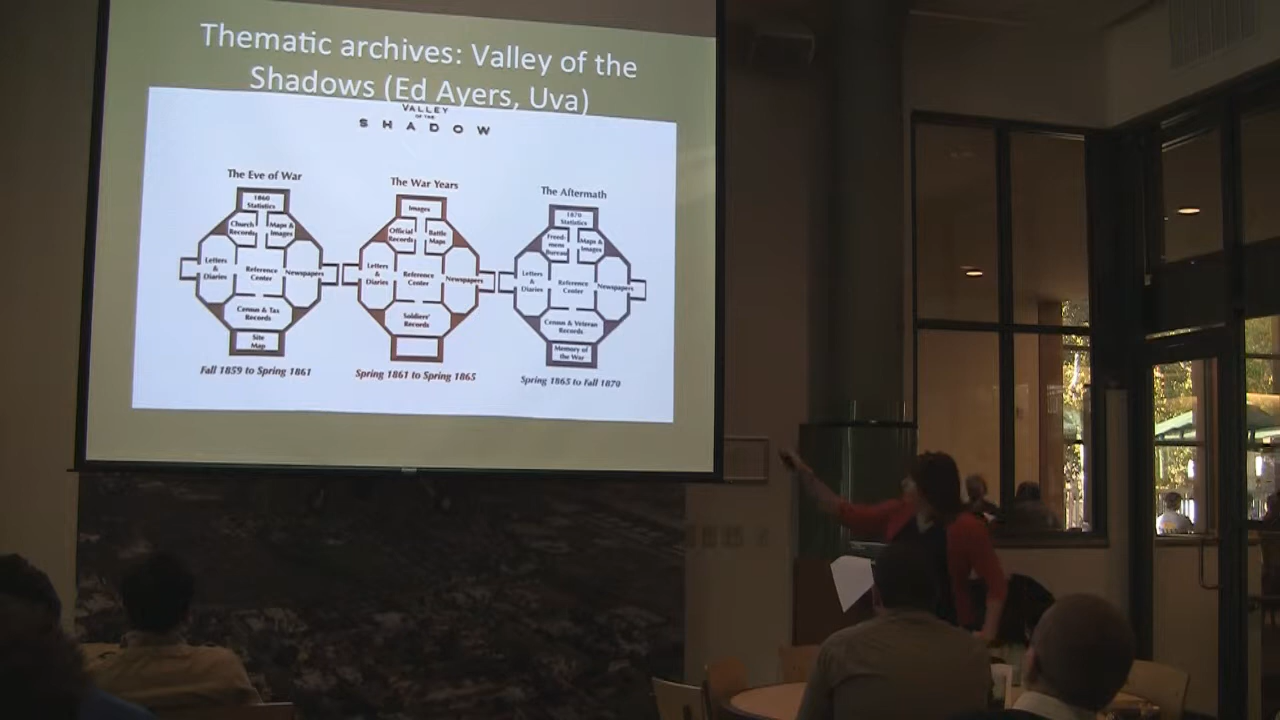 Thematic archives: Valley of the
Shadows (Ed Ayers, Uva)
VALLEY
OF THE
SHADOW
The Eve of War
1860
Statistics
Church
Records
Maps &
Images
Letters
&
Diaries
Reference
Center
Newspapers
Census & Tax
Records
Site
Map
Fall 1859 to Spring 1861
The War Years
Images
Official
Records
Battle
Maps
Letters
&
Diaries
Reference
Center
Newspapers
Soldiers'
Records
Spring 1861 to Spring 1865
The Aftermath
1870
Statistics
Freed-
mens
Bureau
Maps &
Images
Letters
&
Diaries
Reference
Center
Newspapers
Census & Veteran
Records
Memory of
the War
Spring 1865 to Fall 1870